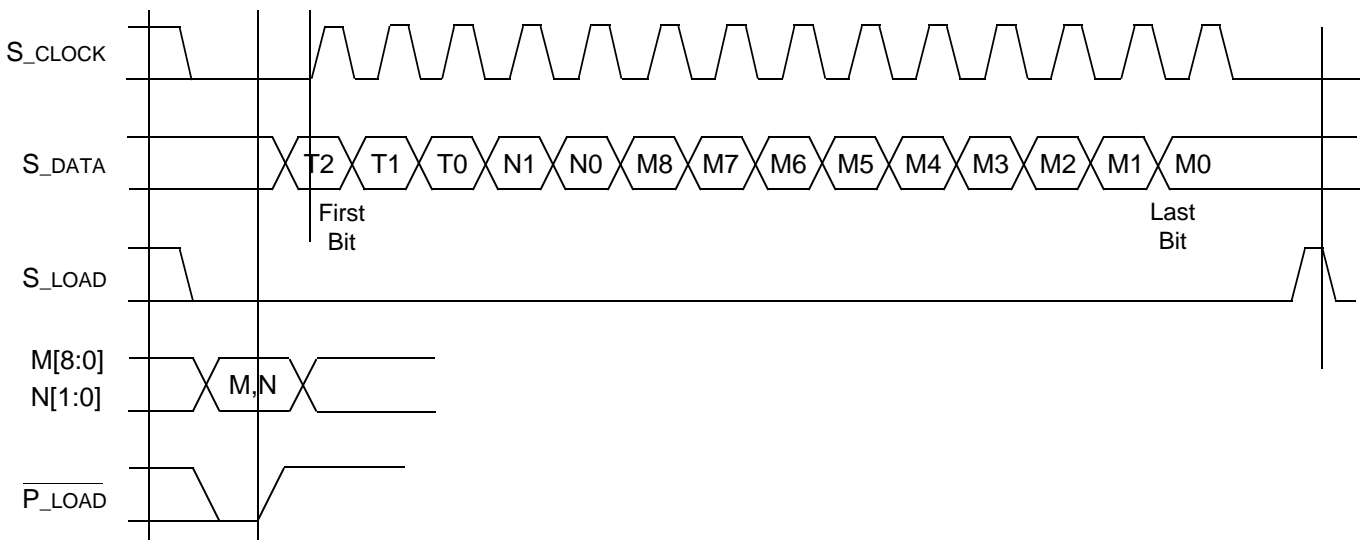 S_CLOCK
S_DATA
T2 T1 T0 N1 N0 M8 M7 M6 M5 M4 M3 M2 M1 M0
First
Bit
Last
Bit
S_LOAD
M[8:0]
N[1:0]
M,N
P_LOAD